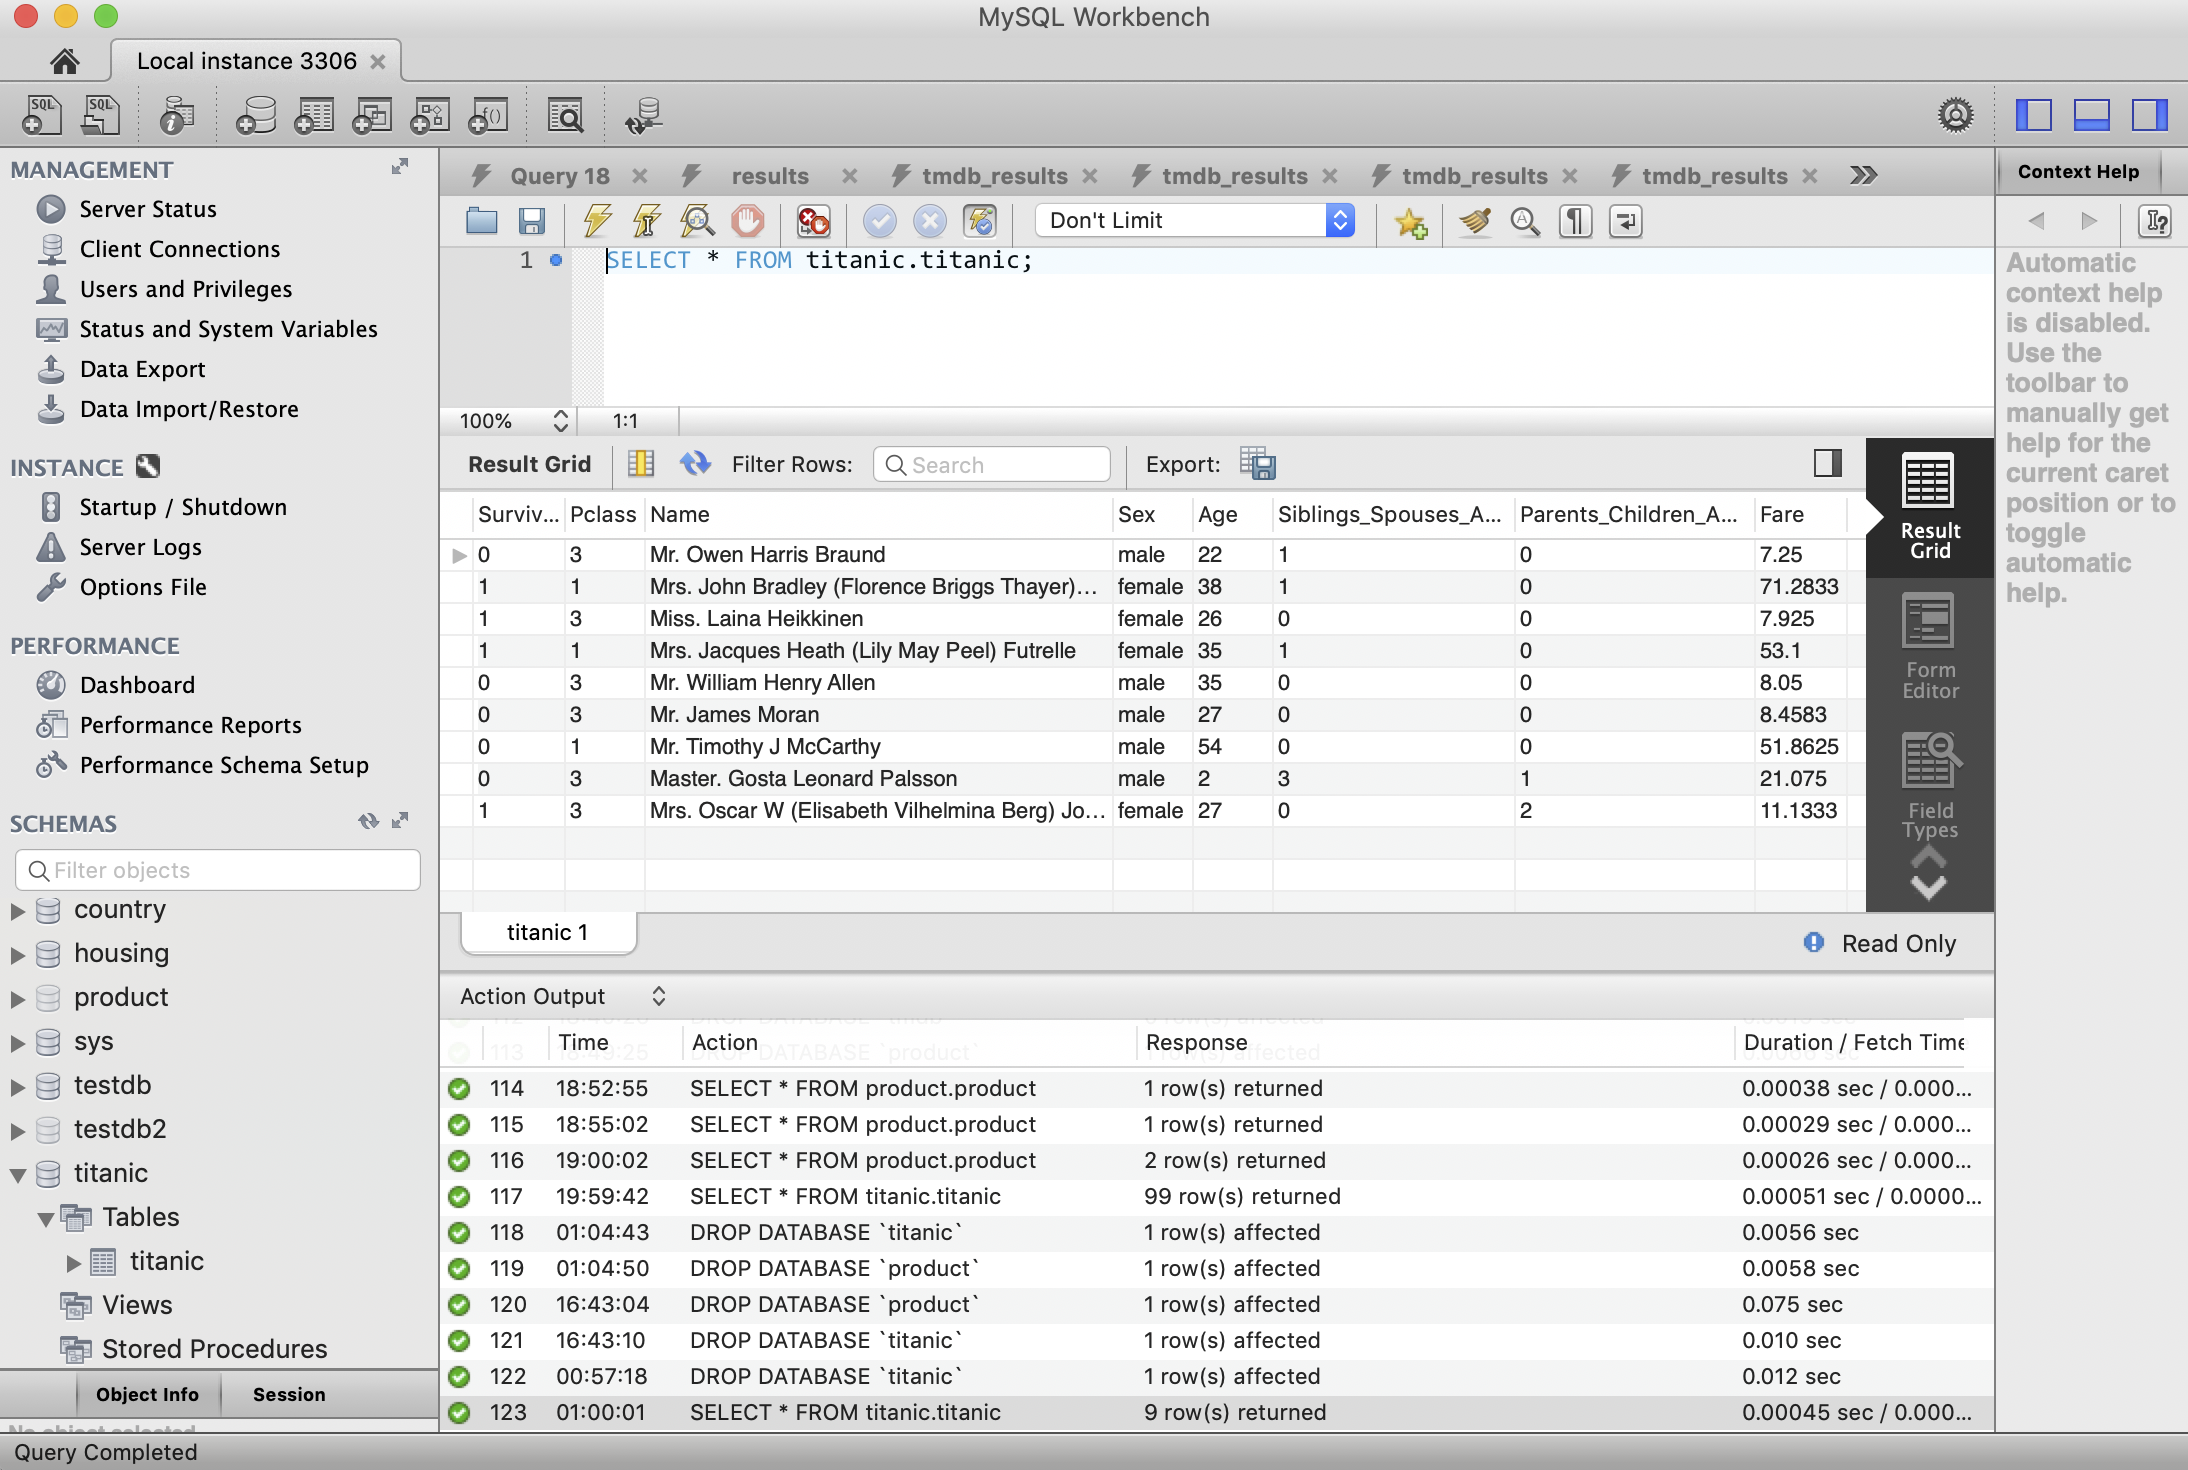 MySQL Workbench
Local instance 3306
MANAGEMENT
Server Status
Client Connections
Users and Privileges
Status and System Variables
Data Export
Data Import/Restore
INSTANCE
Startup / Shutdown
Server Logs
Options File
PERFORMANCE
Dashboard
Performance Reports
Performance Schema Setup
SCHEMAS
Filter objects
country
housing
product
sys
testdb
testdb2
titanic
Tables
titanic
Views
Stored Procedures
Object Info Session
No object selected
Query 18 results tmdb_results tmdb_results tmdb_results tmdb_results
Don't Limit
1 SELECT * FROM titanic.titanic;
100% 1:1
Result Grid Filter Rows: Search Export:
Surviv... Pclass Name Sex Age Siblings_Spouses_A... Parents_Children_A... Fare
0 3 Mr. Owen Harris Braund male 22 1 0 7.25
1 1 Mrs. John Bradley (Florence Briggs Thayer)... female 38 1 0 71.2833
1 3 Miss. Laina Heikkinen female 26 0 0 7.925
1 1 Mrs. Jacques Heath (Lily May Peel) Futrelle female 35 1 0 53.1
0 3 Mr. William Henry Allen male 35 0 0 8.05
0 3 Mr. James Moran male 27 0 0 8.4583
0 1 Mr. Timothy J McCarthy male 54 0 0 51.8625
0 3 Master. Gosta Leonard Palsson male 2 3 1 21.075
1 3 Mrs. Oscar W (Elisabeth Vilhelmina Berg) Jo... female 27 0 2 11.1333
Result
Grid
Form
Editor
Field
Types
titanic 1
Read Only
Action Output
Time Action Response Duration / Fetch Time
113 18:49:25 DROP DATABASE `product`
114 18:52:55 SELECT * FROM product.product 1 row(s) returned 0.00038 sec / 0.000...
115 18:55:02 SELECT * FROM product.product 1 row(s) returned 0.00029 sec / 0.000...
116 19:00:02 SELECT * FROM product.product 2 row(s) returned 0.00026 sec / 0.000...
117 19:59:42 SELECT * FROM titanic.titanic 99 row(s) returned 0.00051 sec / 0.0000...
118 01:04:43 DROP DATABASE `titanic` 1 row(s) affected 0.0056 sec
119 01:04:50 DROP DATABASE `product` 1 row(s) affected 0.0058 sec
120 16:43:04 DROP DATABASE `product` 1 row(s) affected 0.075 sec
121 16:43:10 DROP DATABASE `titanic` 1 row(s) affected 0.010 sec
122 00:57:18 DROP DATABASE `titanic` 1 row(s) affected 0.012 sec
123 01:00:01 SELECT * FROM titanic.titanic 9 row(s) returned 0.00045 sec / 0.000...
Context Help
Automatic
context help
is disabled.
Use the
toolbar to
manually get
help for the
current caret
position or to
toggle
automatic
help.
Query Completed